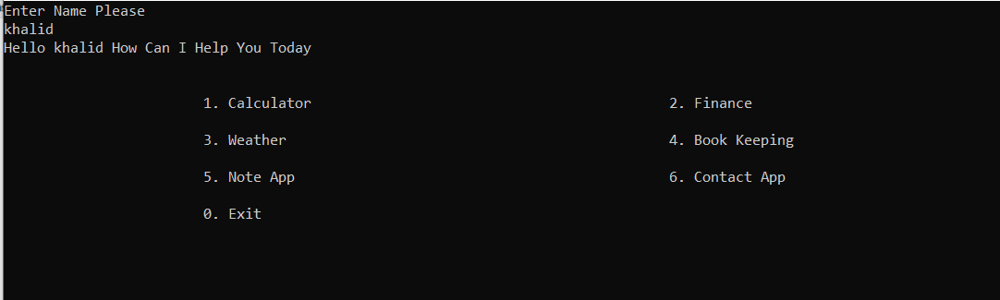 Enter Name Please
khalid
Hello khalid How Can I Help You Today
1. Calculator 2. Finance
3. Weather 4. Book Keeping
5. Note App 6. Contact App
0. Exit